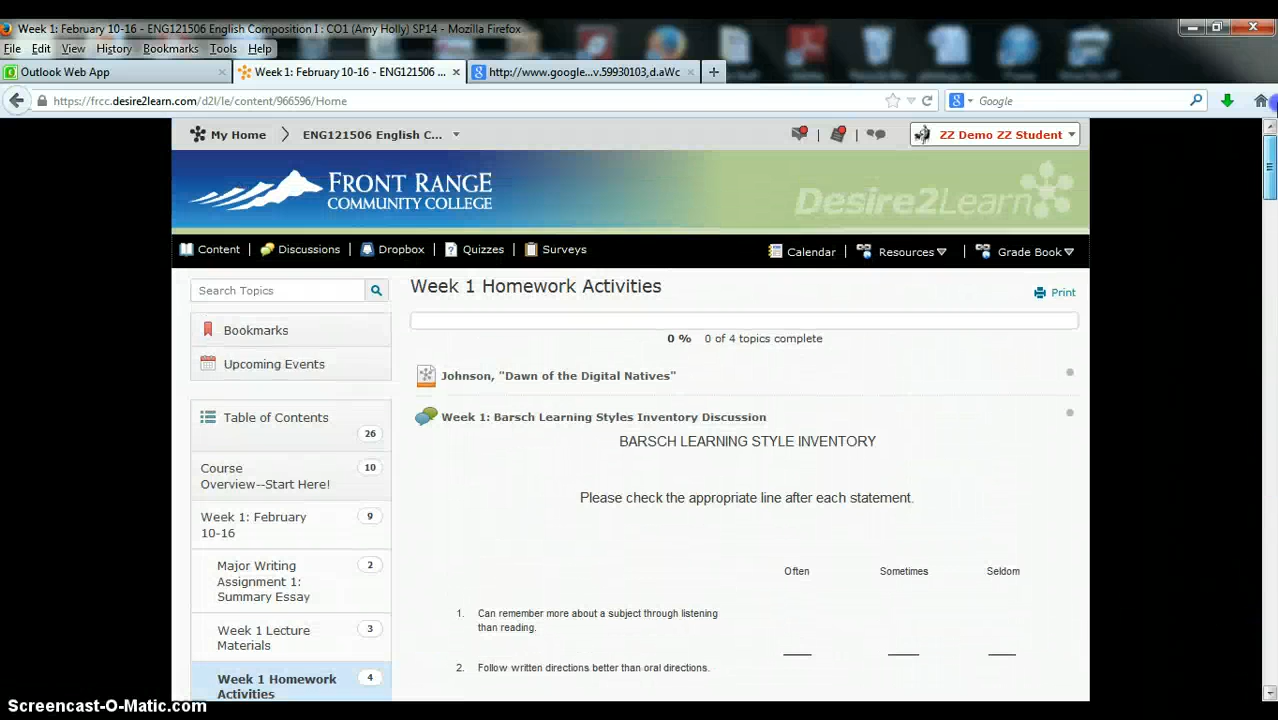 Week 1: February 10-16 - ENG121506 English Composition I : CO1 (Amy Holly) SP14 - Mozilla Firefox
File Edit View History Bookmarks Tools Help
Outlook Web App
Week 1: February 10-16 - ENG121506 ...
http://www.google...v.59930103,d.aWc
https://frcc.desire2learn.com/d2l/le/content/966596/Home
Google
My Home
ENG121506 English C...
ZZ Demo ZZ Student
FRONT RANGE
COMMUNITY COLLEGE
Desire2Learn
Content
Discussions
Dropbox
Quizzes
Surveys
Calendar
Resources
Grade Book
Search Topics
Bookmarks
Upcoming Events
Table of Contents
26
Course
Overview--Start Here!
10
Week 1: February
10-16
9
Major Writing
Assignment 1:
Summary Essay
2
Week 1 Lecture
Materials
3
Week 1 Homework
Activities
4
Week 1 Homework Activities
Print
0 % 0 of 4 topics complete
Johnson, "Dawn of the Digital Natives"
Week 1: Barsch Learning Styles Inventory Discussion
BARSCH LEARNING STYLE INVENTORY
Please check the appropriate line after each statement.
Often Sometimes Seldom
1. Can remember more about a subject through listening
than reading.
2. Follow written directions better than oral directions.
Screencast-O-Matic.com